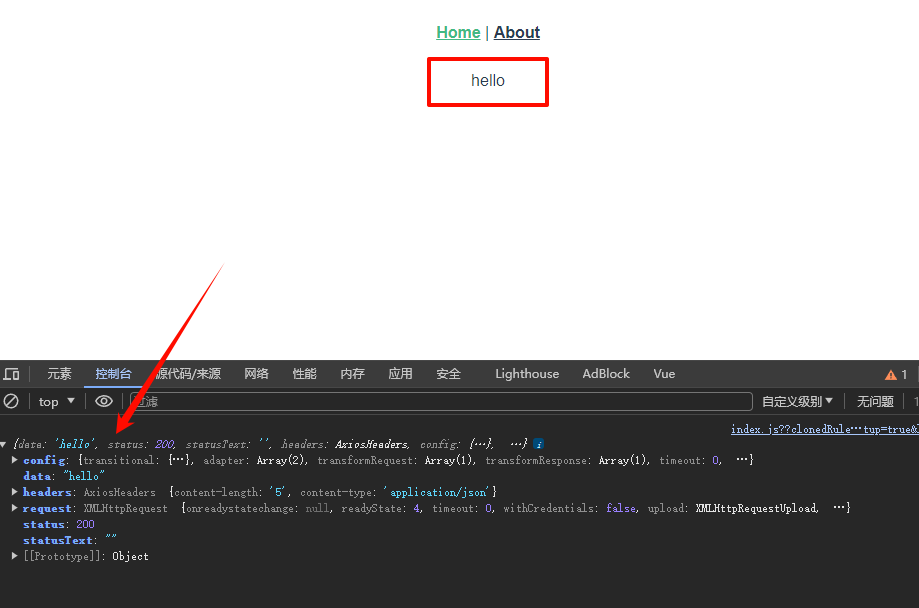 Home | About
hello
元素 控制台 源代码/来源 网络 性能 内存 应用 安全 Lighthouse AdBlock Vue 1
top 过滤 自定义级别 无问题
index.js??clonedRule…tup=true&
{data: 'hello', status: 200, statusText: '', headers: AxiosHeaders, config: {…}, …}
config: {transitional: {…}, adapter: Array(2), transformRequest: Array(1), transformResponse: Array(1), timeout: 0, …}
data: "hello"
headers: AxiosHeaders {content-length: '5', content-type: 'application/json'}
request: XMLHttpRequest {onreadystatechange: null, readyState: 4, timeout: 0, withCredentials: false, upload: XMLHttpRequestUpload, …}
status: 200
statusText: ""
[[Prototype]]: Object